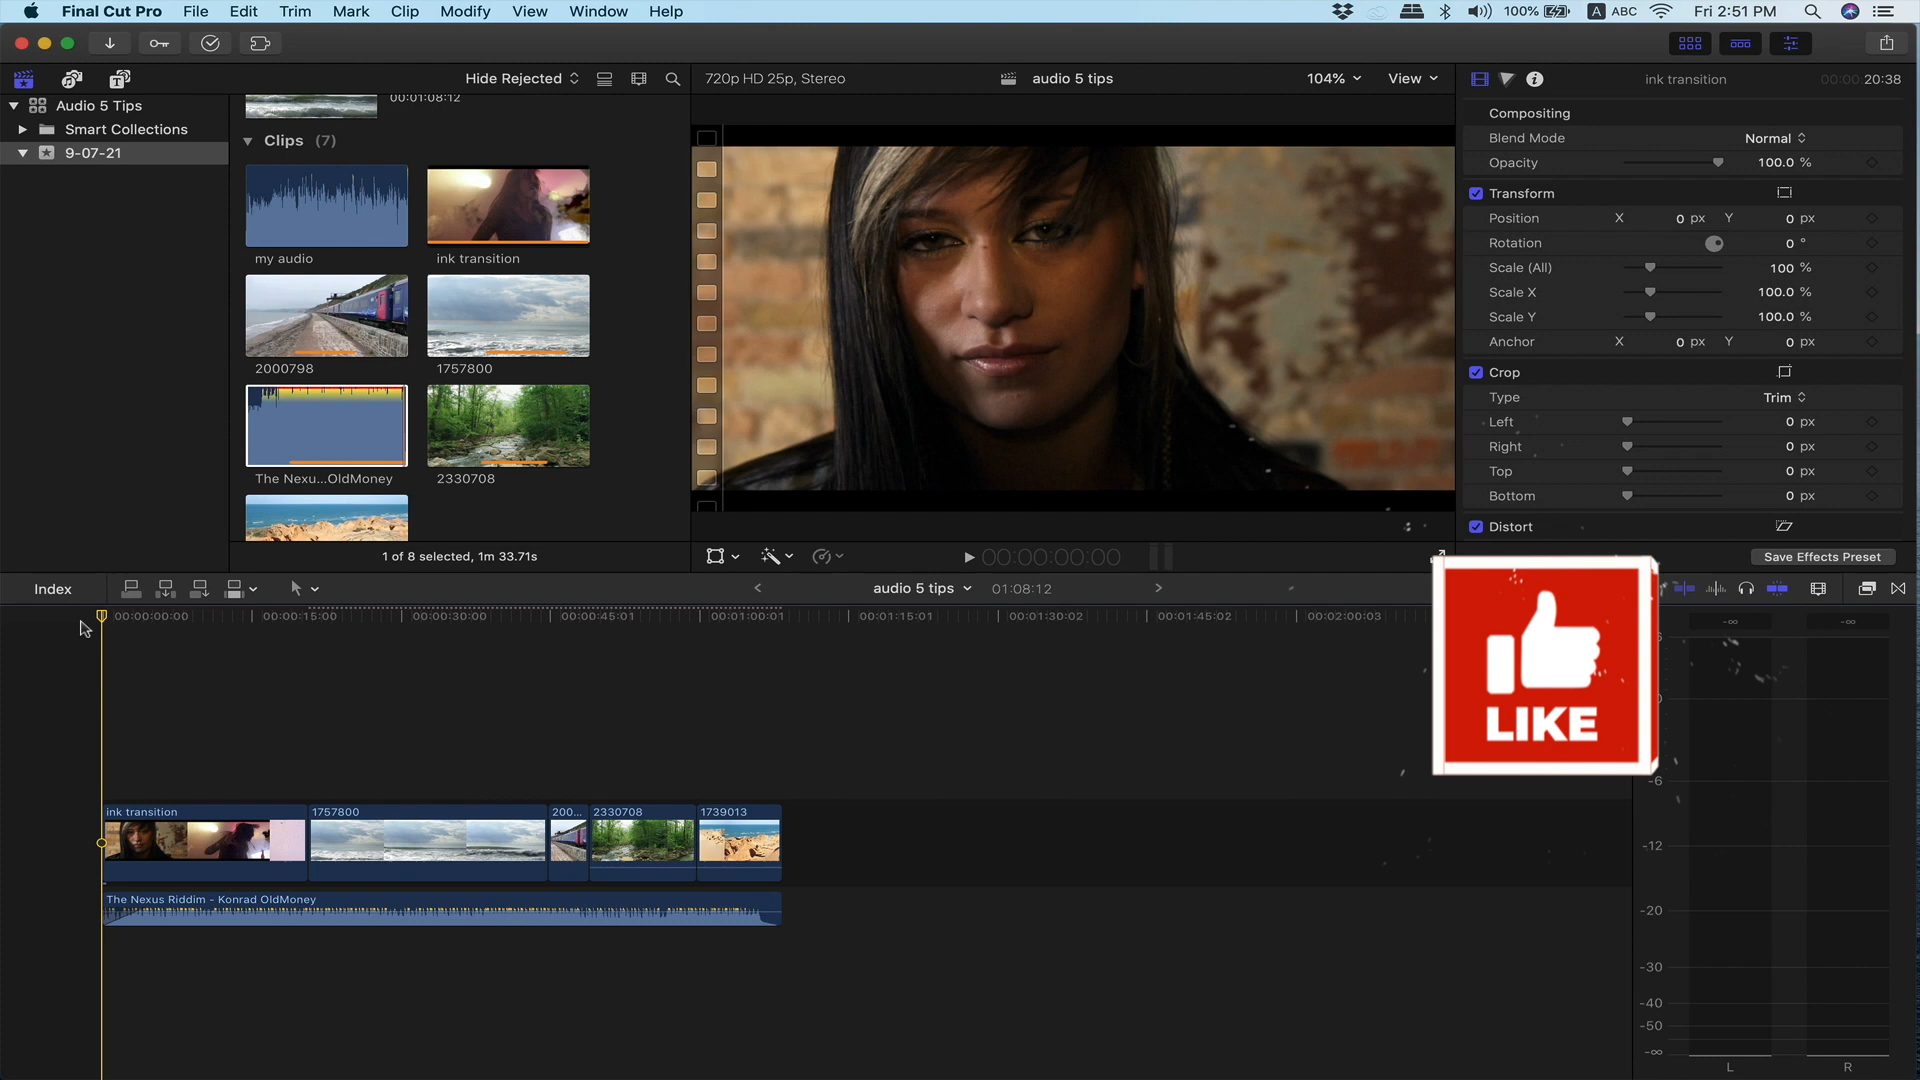 Final Cut Pro File Edit Trim Mark Clip Modify View Window Help 100% A ABC Fri 2:51 PM
Hide Rejected 720p HD 25p, Stereo audio 5 tips 104% View ink transition 00:00:20:38
Audio 5 Tips
Smart Collections
9-07-21
00:01:08:12
Clips (7)
my audio ink transition
2000798 1757800
The Nexu...OldMoney 2330708
1 of 8 selected, 1m 33.71s
00:00:00:00
Compositing
Blend Mode Normal
Opacity 100.0 %
Transform
Position X 0 px Y 0 px
Rotation 0 °
Scale (All) 100 %
Scale X 100.0 %
Scale Y 100.0 %
Anchor X 0 px Y 0 px
Crop
Type Trim
Left 0 px
Right 0 px
Top 0 px
Bottom 0 px
Distort
Save Effects Preset
Index audio 5 tips 01:08:12
00:00:00:00 00:00:15:00 00:00:30:00 00:00:45:01 00:01:00:01 00:01:15:01 00:01:30:02 00:01:45:02 00:02:00:03
LIKE
ink transition 1757800 200... 2330708 1739013
The Nexus Riddim - Konrad OldMoney
-∞ -∞
6
0
-6
-12
-20
-30
-40
-50
-∞
L R